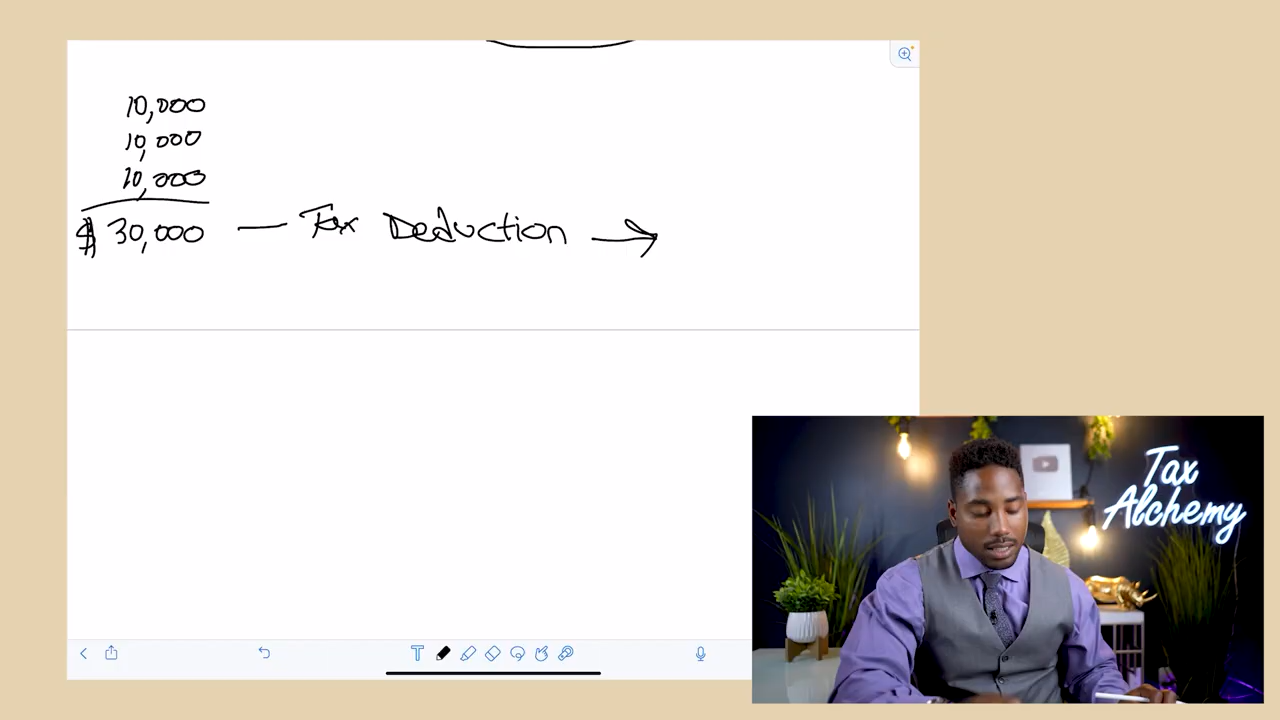 10,000
10,000
10,000
$ 30,000 — Tax Deduction →
T
Tax
Alchemy